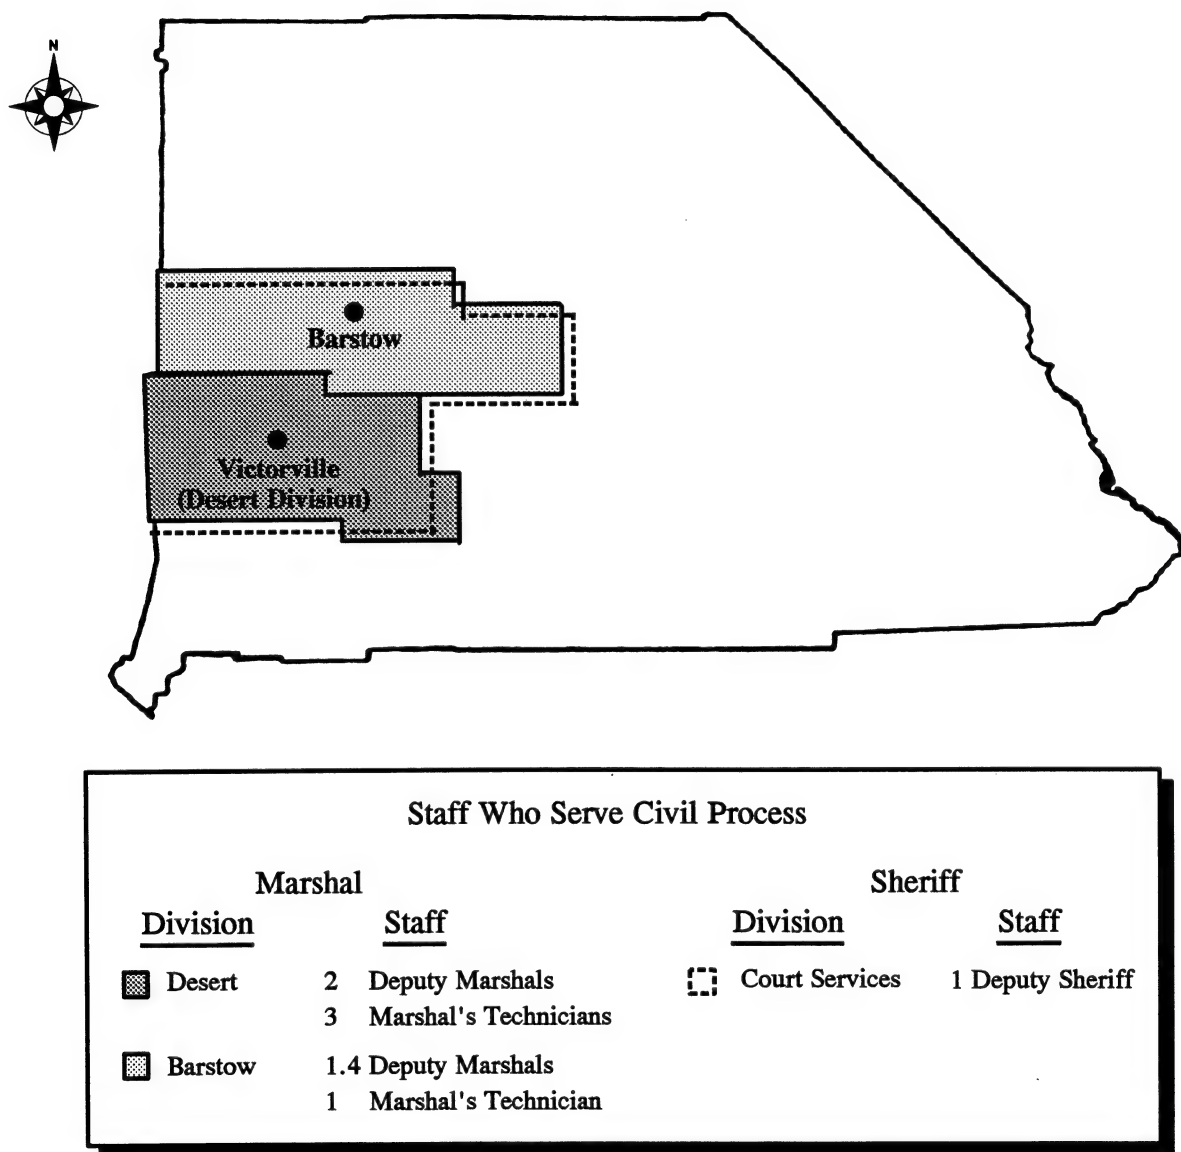 N
Barstow
Victorville
(Desert Division)
Staff Who Serve Civil Process
Marshal Sheriff
Division Staff Division Staff
Desert 2 Deputy Marshals Court Services 1 Deputy Sheriff
3 Marshal's Technicians
Barstow 1.4 Deputy Marshals
1 Marshal's Technician